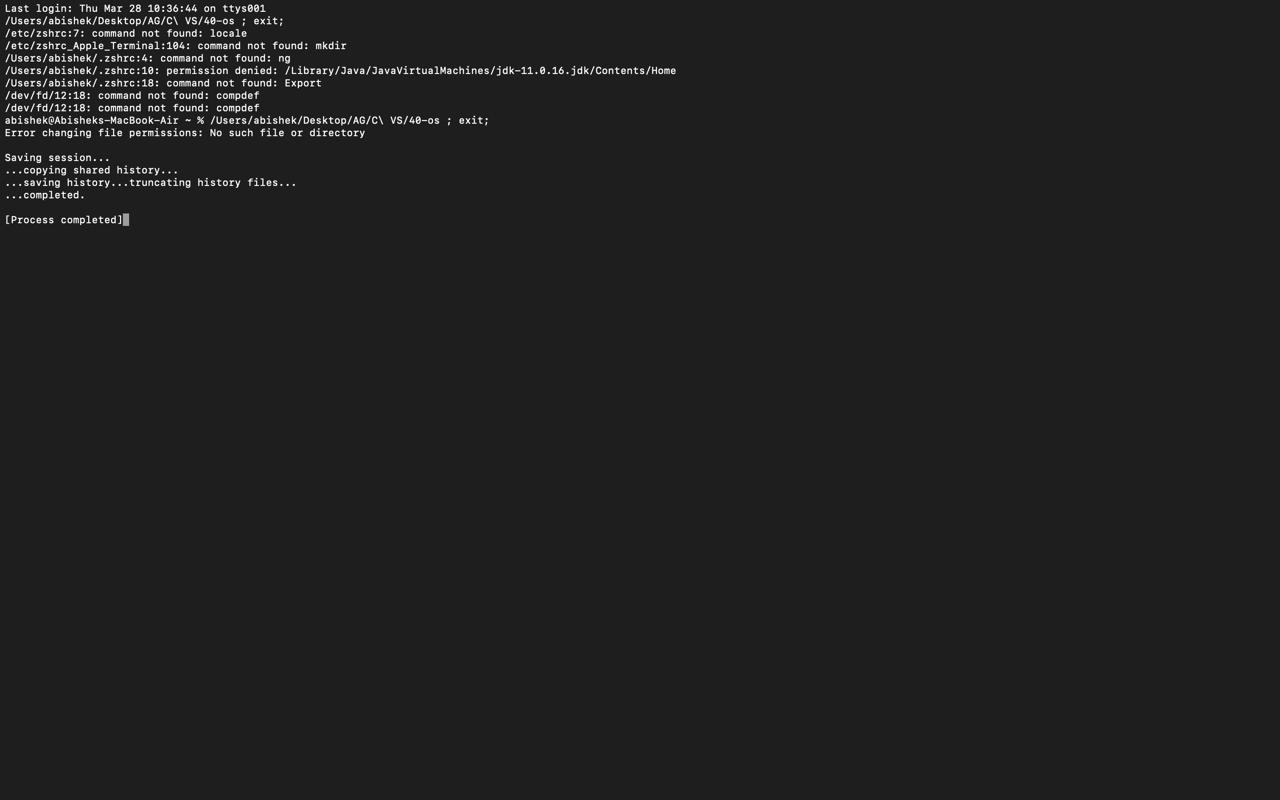 Last login: Thu Mar 28 10:36:44 on ttys001
/Users/abishek/Desktop/AG/C\ VS/40-os ; exit;
/etc/zshrc:7: command not found: locale
/etc/zshrc_Apple_Terminal:104: command not found: mkdir
/Users/abishek/.zshrc:4: command not found: ng
/Users/abishek/.zshrc:10: permission denied: /Library/Java/JavaVirtualMachines/jdk-11.0.16.jdk/Contents/Home
/Users/abishek/.zshrc:18: command not found: Export
/dev/fd/12:18: command not found: compdef
/dev/fd/12:18: command not found: compdef
abishek@Abisheks-MacBook-Air ~ % /Users/abishek/Desktop/AG/C\ VS/40-os ; exit;
Error changing file permissions: No such file or directory
Saving session...
...copying shared history...
...saving history...truncating history files...
...completed.
[Process completed]